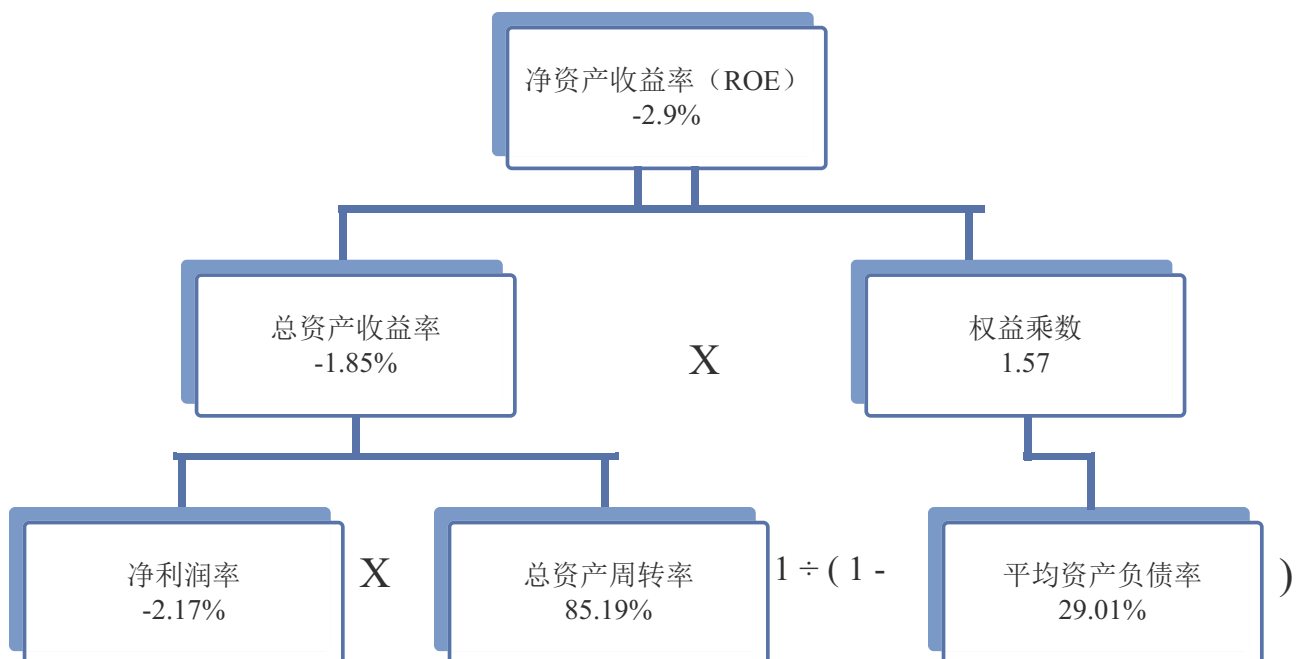 净资产收益率（ROE）
-2.9%
总资产收益率
-1.85%
X
权益乘数
1.57
净利润率
-2.17%
X
总资产周转率
85.19%
1 ÷ ( 1 -
平均资产负债率
29.01%
)